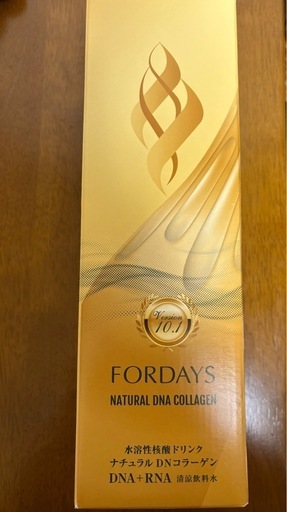 Version
10.1
FORDAYS
NATURAL DNA COLLAGEN
水溶性核酸ドリンク
ナチュラル DNコラーゲン
DNA+RNA 清涼飲料水